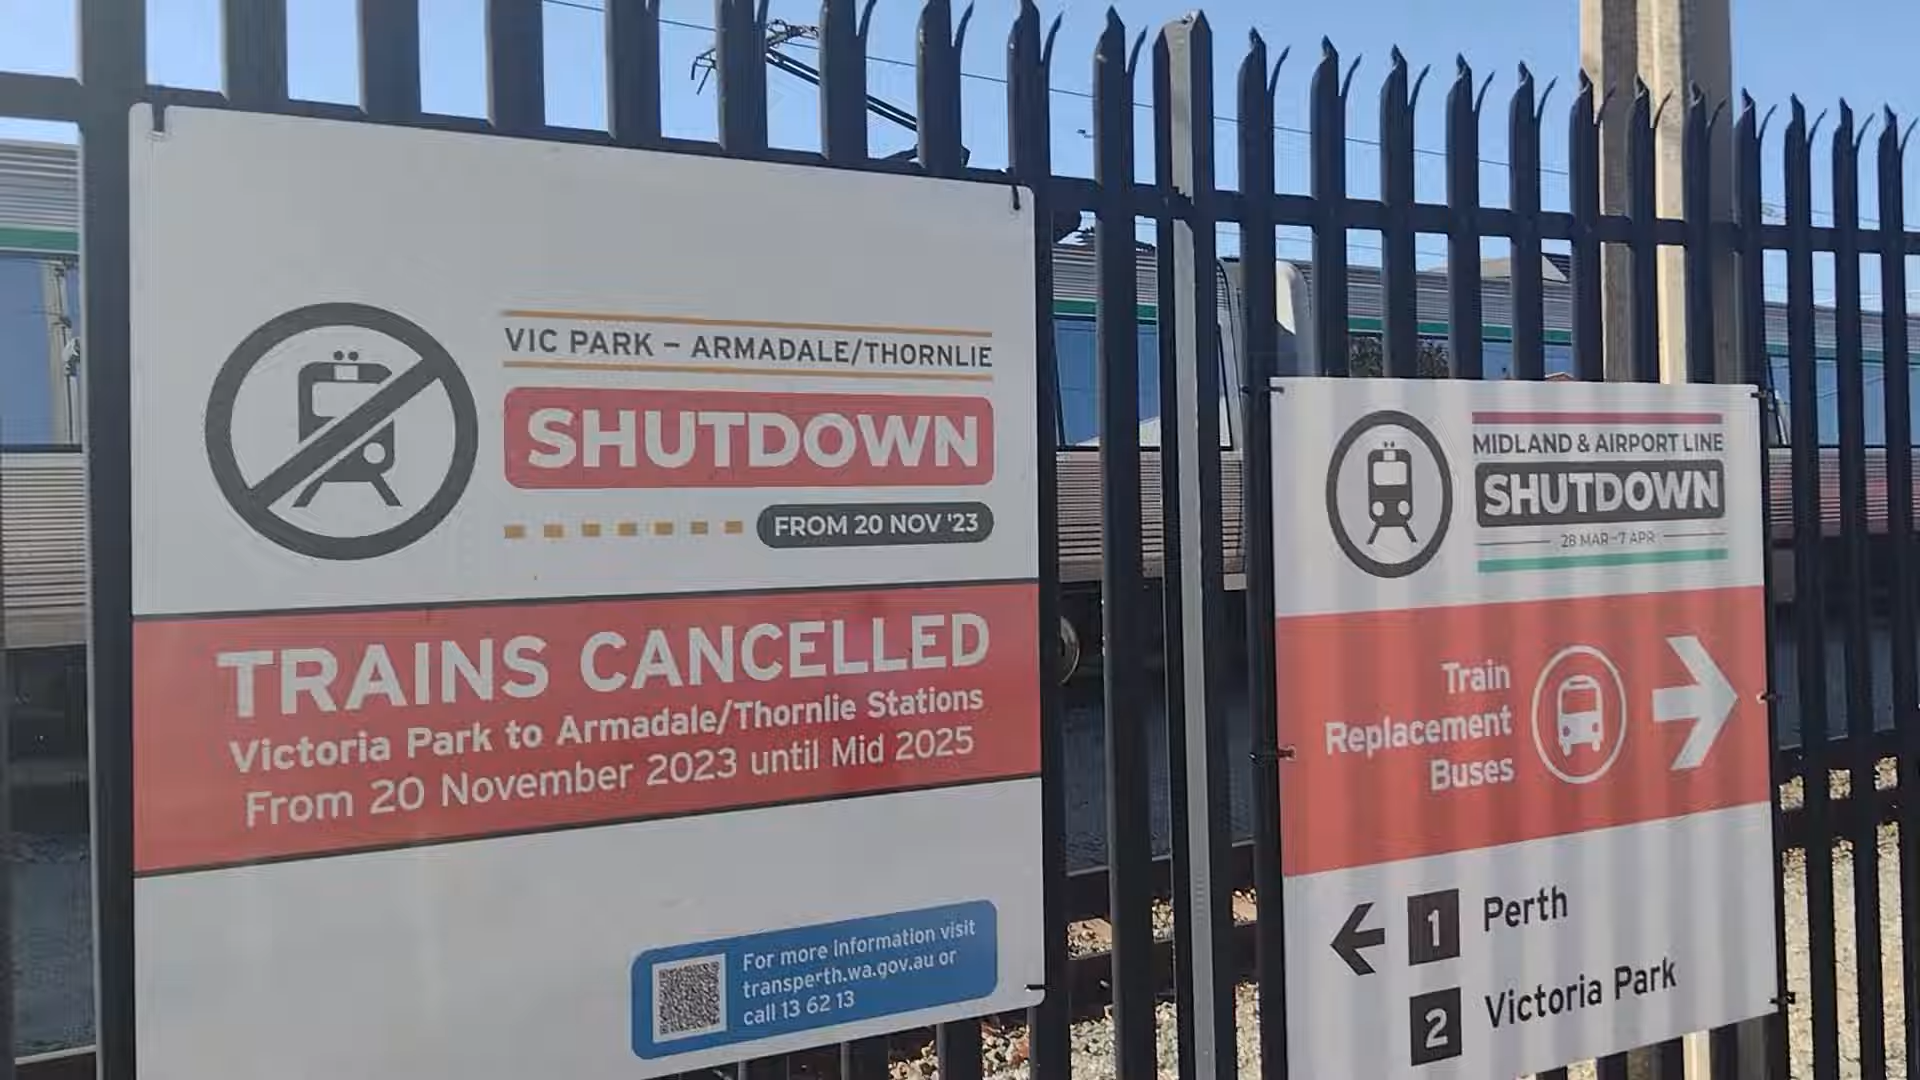 VIC PARK – ARMADALE/THORNLIE
SHUTDOWN
FROM 20 NOV '23
TRAINS CANCELLED
Victoria Park to Armadale/Thornlie Stations
From 20 November 2023 until Mid 2025
For more information visit
transperth.wa.gov.au or
call 13 62 13
MIDLAND & AIRPORT LINE
SHUTDOWN
28 MAR–7 APR
Train
Replacement
Buses
1 Perth
2 Victoria Park